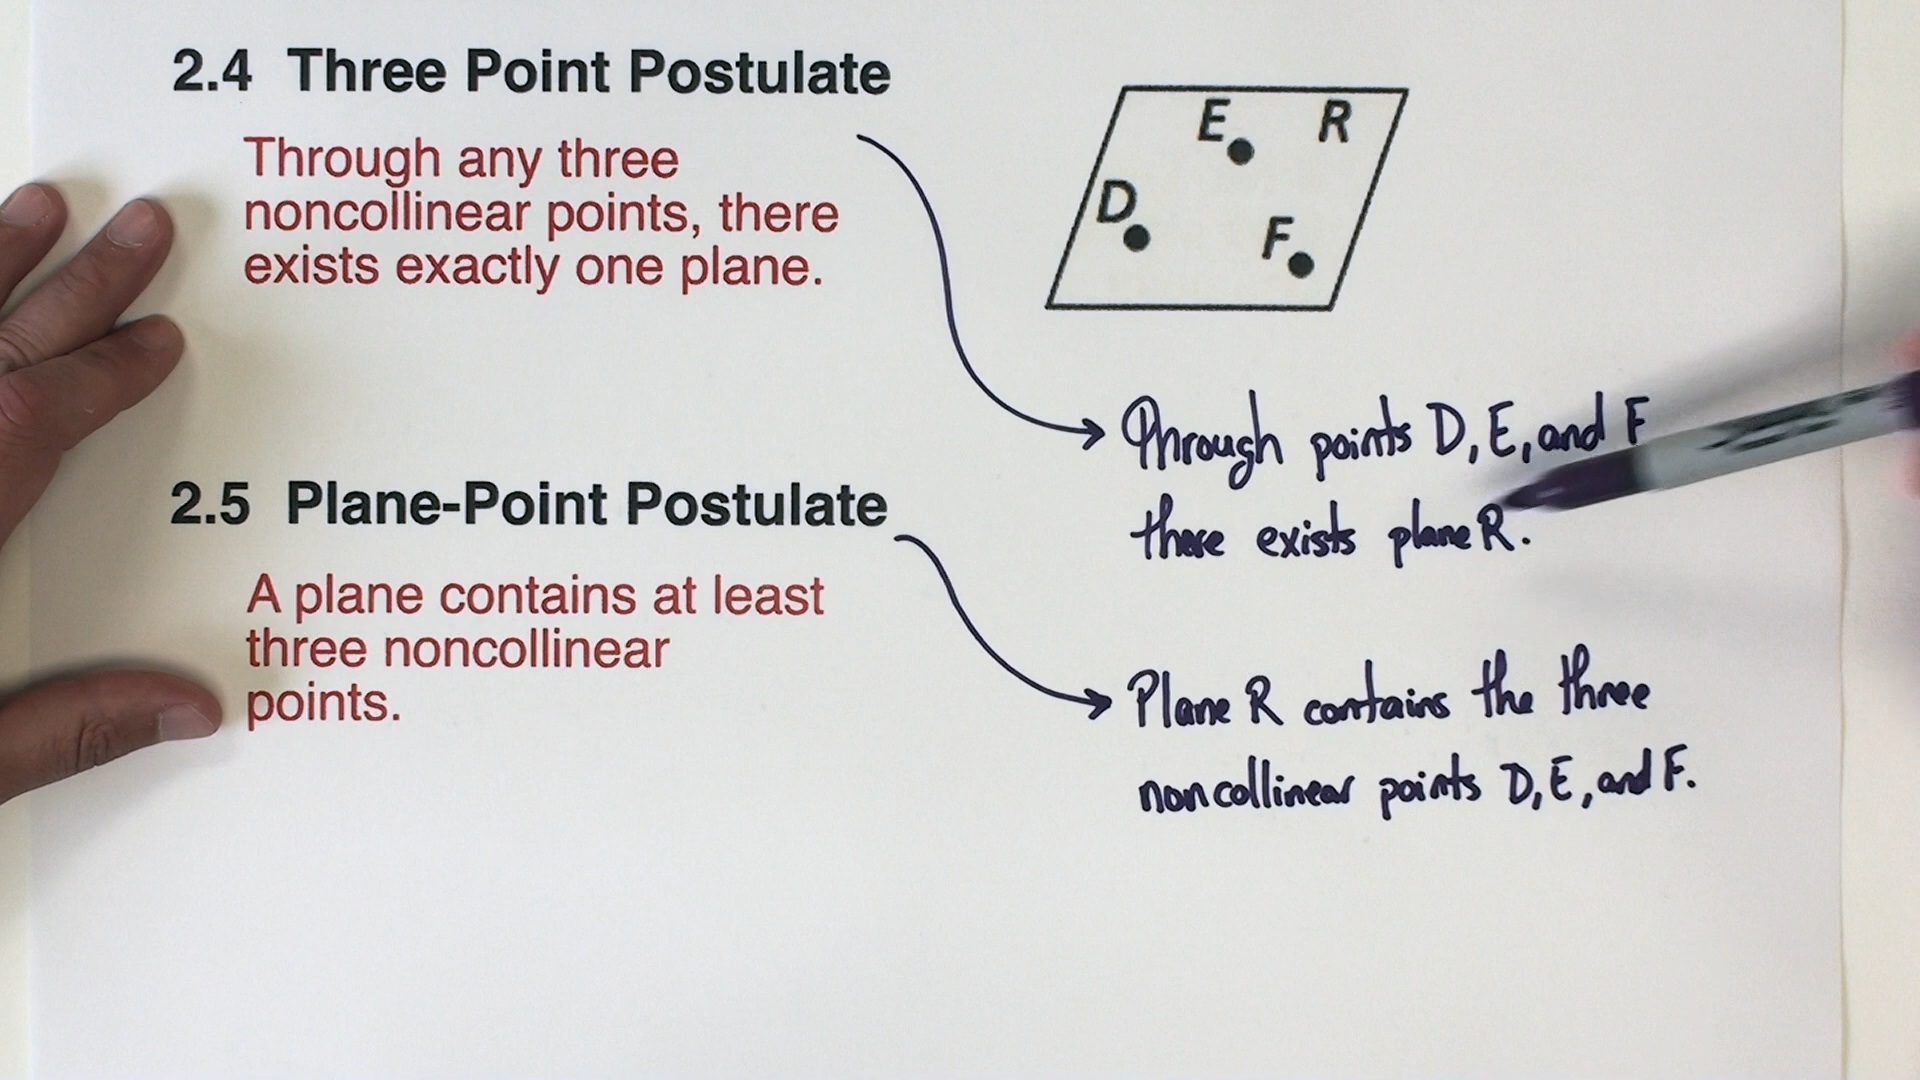 2.4 Three Point Postulate
Through any three
noncollinear points, there
exists exactly one plane.
E R
D
F
Through points D, E, and F
there exists plane R.
2.5 Plane-Point Postulate
A plane contains at least
three noncollinear
points.
Plane R contains the three
noncollinear points D, E, and F.